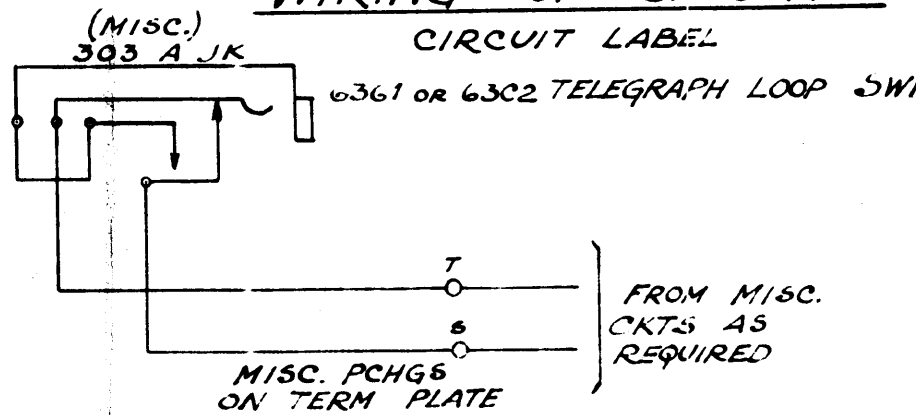 CIRCUIT LABEL
(MISC.)
303 A JK
6361 OR 63C2 TELEGRAPH LOOP
T
S
FROM MISC.
CKTS AS
REQUIRED
MISC. PCHGS
ON TERM PLATE